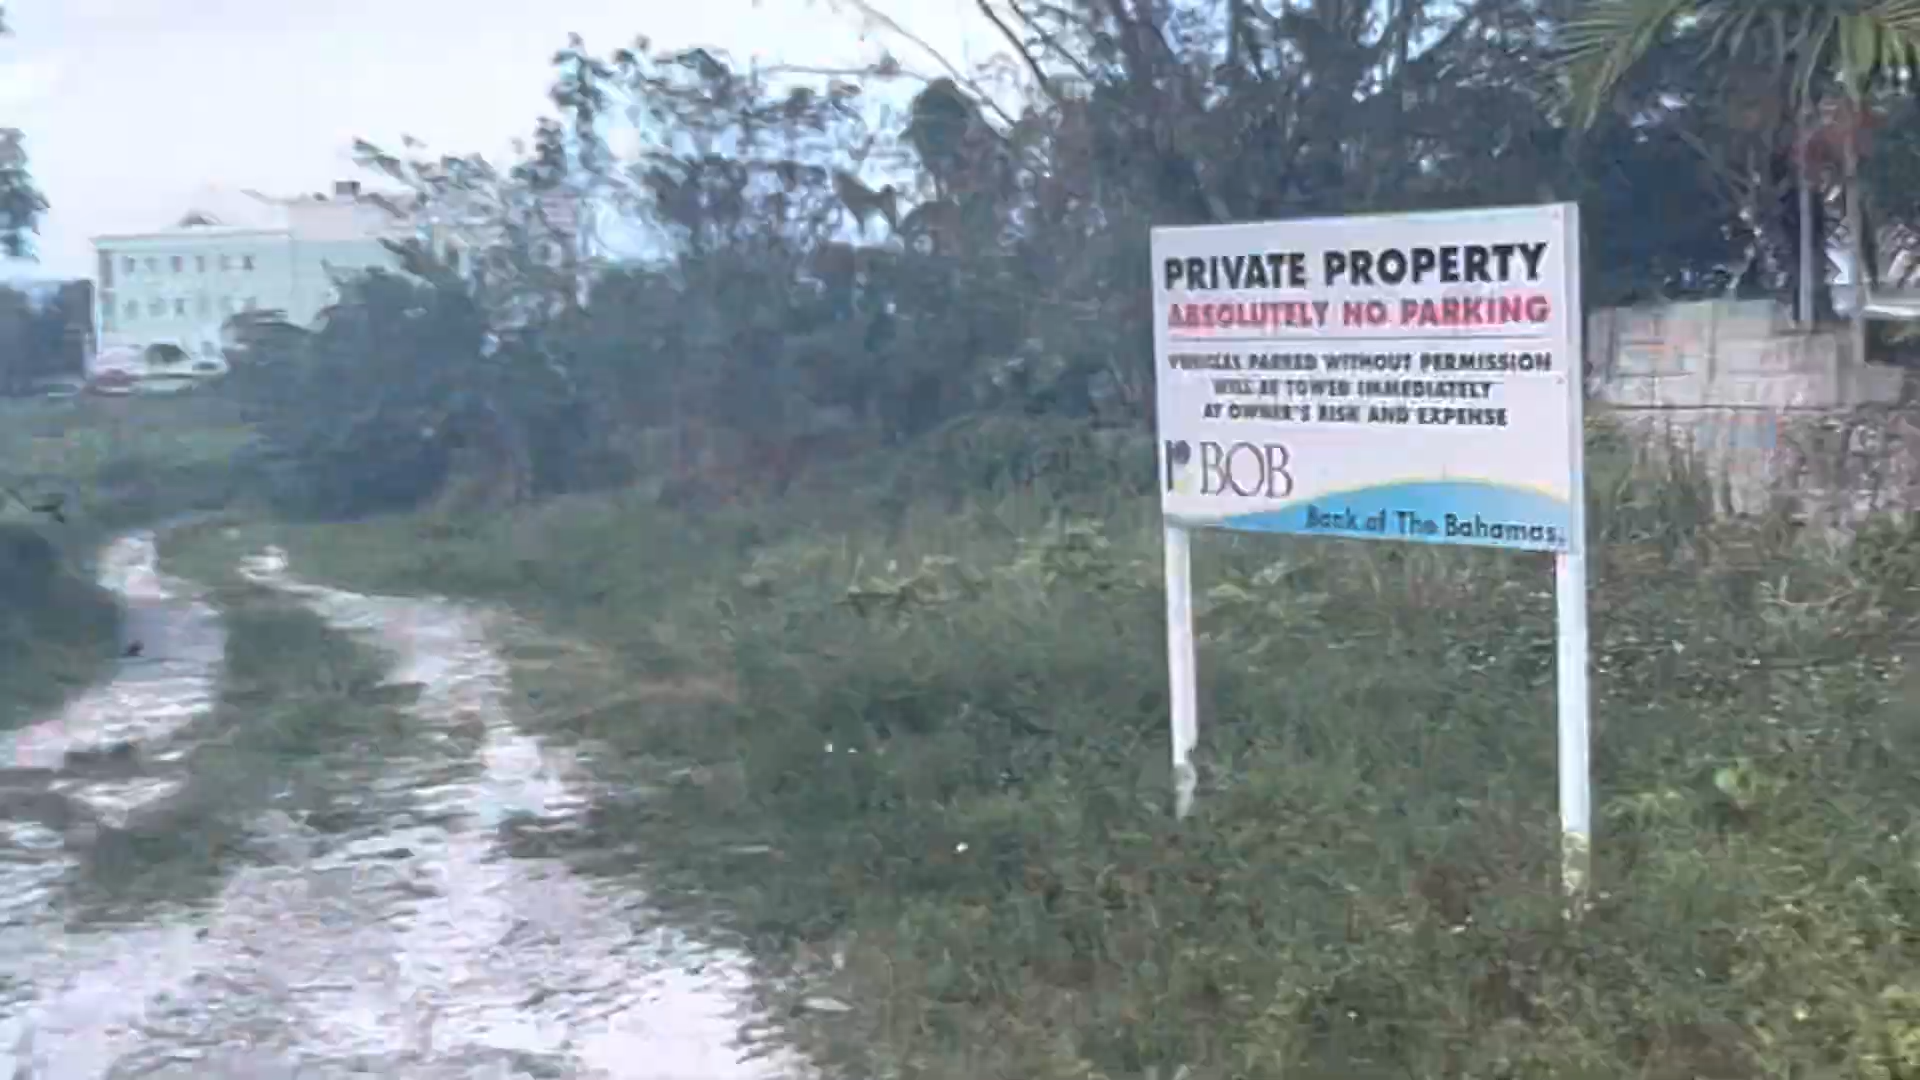 PRIVATE PROPERTY
ABSOLUTELY NO PARKING
VEHICLES PARKED WITHOUT PERMISSION
WILL BE TOWED IMMEDIATELY
AT OWNER'S RISK AND EXPENSE
BOB
Bank of The Bahamas